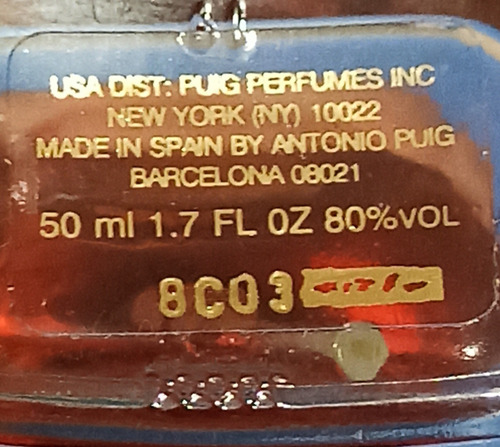 USA DIST: PUIG PERFUMES INC
NEW YORK (NY) 10022
MADE IN SPAIN BY ANTONIO PUIG
BARCELONA 08021
50 ml 1.7 FL OZ 80%VOL
8C03